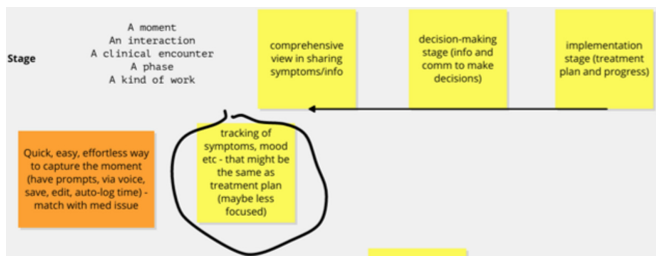 Stage
A moment
An interaction
A clinical encounter
A phase
A kind of work
comprehensive
view in sharing
symptoms/info
decision-making
stage (info and
comm to make
decisions)
implementation
stage (treatment
plan and progress)
Quick, easy, effortless way
to capture the moment
(have prompts, via voice,
save, edit, auto-log time) -
match with med issue
tracking of
symptoms, mood
etc - that might be
the same as
treatment plan
(maybe less
focused)